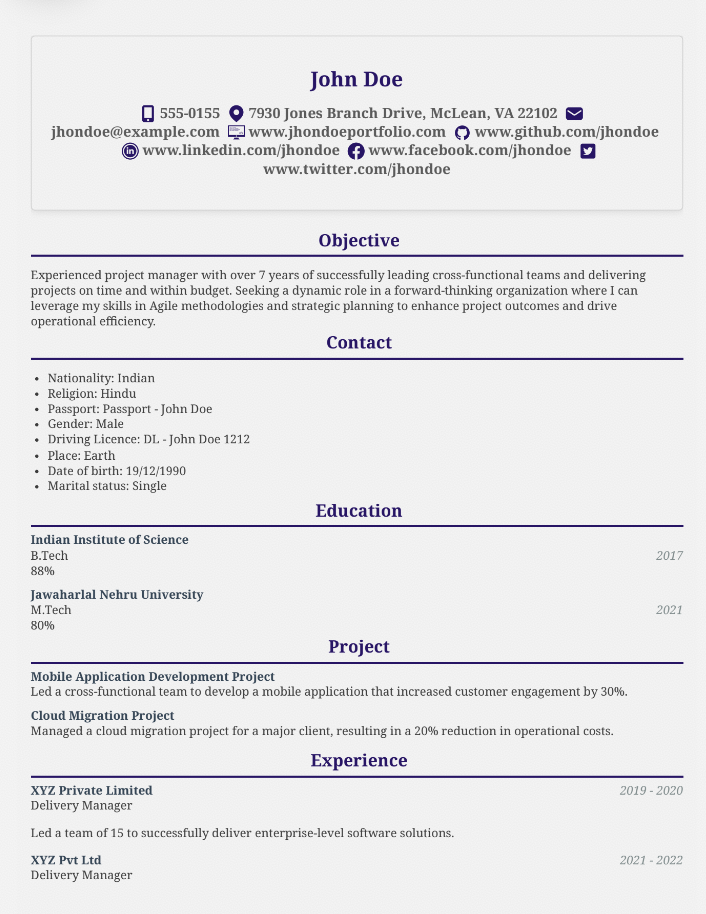 John Doe
555-0155 7930 Jones Branch Drive, McLean, VA 22102
jhondoe@example.com www.jhondoeportfolio.com www.github.com/jhondoe
www.linkedin.com/jhondoe www.facebook.com/jhondoe
www.twitter.com/jhondoe
Objective
Experienced project manager with over 7 years of successfully leading cross-functional teams and delivering
projects on time and within budget. Seeking a dynamic role in a forward-thinking organization where I can
leverage my skills in Agile methodologies and strategic planning to enhance project outcomes and drive
operational efficiency.
Contact
• Nationality: Indian
• Religion: Hindu
• Passport: Passport - John Doe
• Gender: Male
• Driving Licence: DL - John Doe 1212
• Place: Earth
• Date of birth: 19/12/1990
• Marital status: Single
Education
Indian Institute of Science
B.Tech 2017
88%
Jawaharlal Nehru University
M.Tech 2021
80%
Project
Mobile Application Development Project
Led a cross-functional team to develop a mobile application that increased customer engagement by 30%.
Cloud Migration Project
Managed a cloud migration project for a major client, resulting in a 20% reduction in operational costs.
Experience
XYZ Private Limited 2019 - 2020
Delivery Manager
Led a team of 15 to successfully deliver enterprise-level software solutions.
XYZ Pvt Ltd 2021 - 2022
Delivery Manager